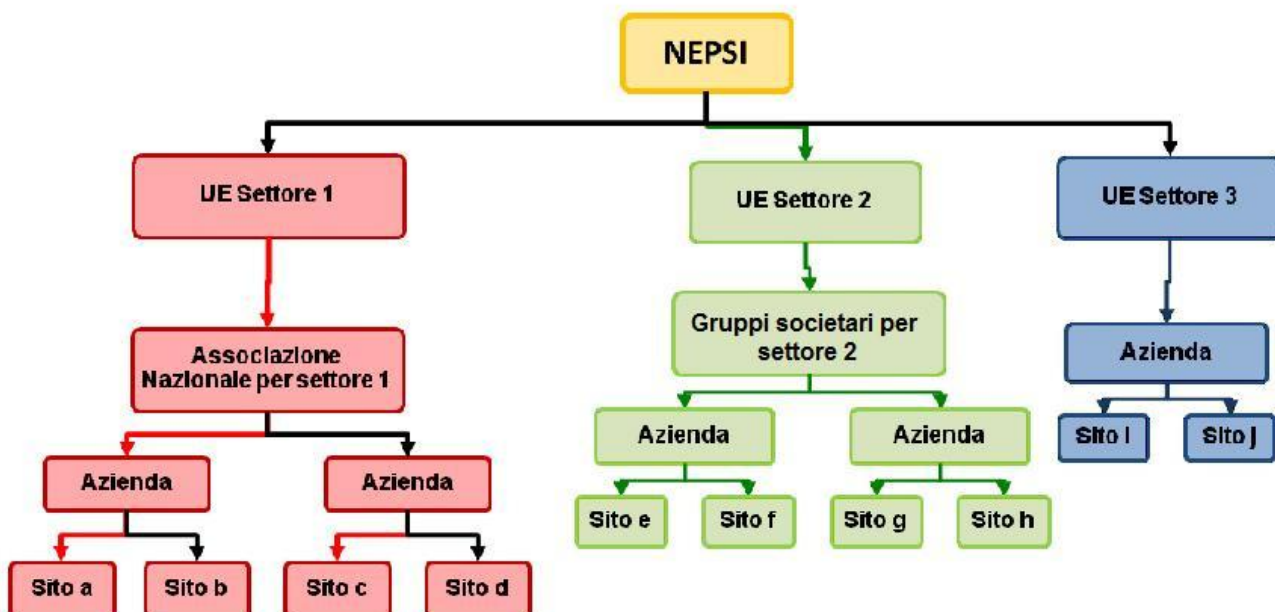 NEPSI
UE Settore 1
UE Settore 2
UE Settore 3
Associazione
Nazionale per settore 1
Gruppi societari per
settore 2
Azienda
Azienda
Azienda
Azienda
Azienda
Sito a
Sito b
Sito c
Sito d
Sito e
Sito f
Sito g
Sito h
Sito i
Sito j